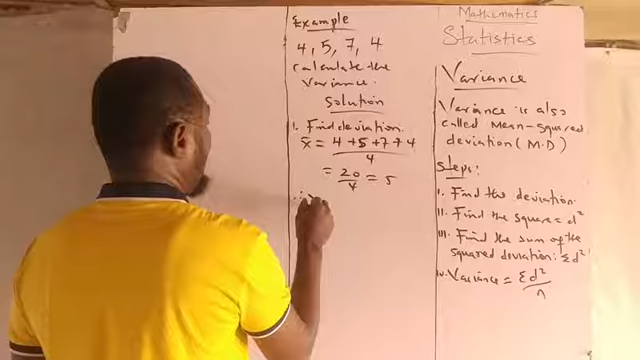 Mathematics
Statistics
Variance
Variance is also
called Mean-squared
deviation (M.D)
Steps:
I. Find the deviation.
II. Find the square = d²
III. Find the sum of the
squared deviation: Σd²
IV. Variance = Σd²
n
Example
4, 5, 7, 4
Calculate the
Variance.
Solution
1. Find deviation.
x̄ = 4+5+7+4
4
= 20 = 5
4